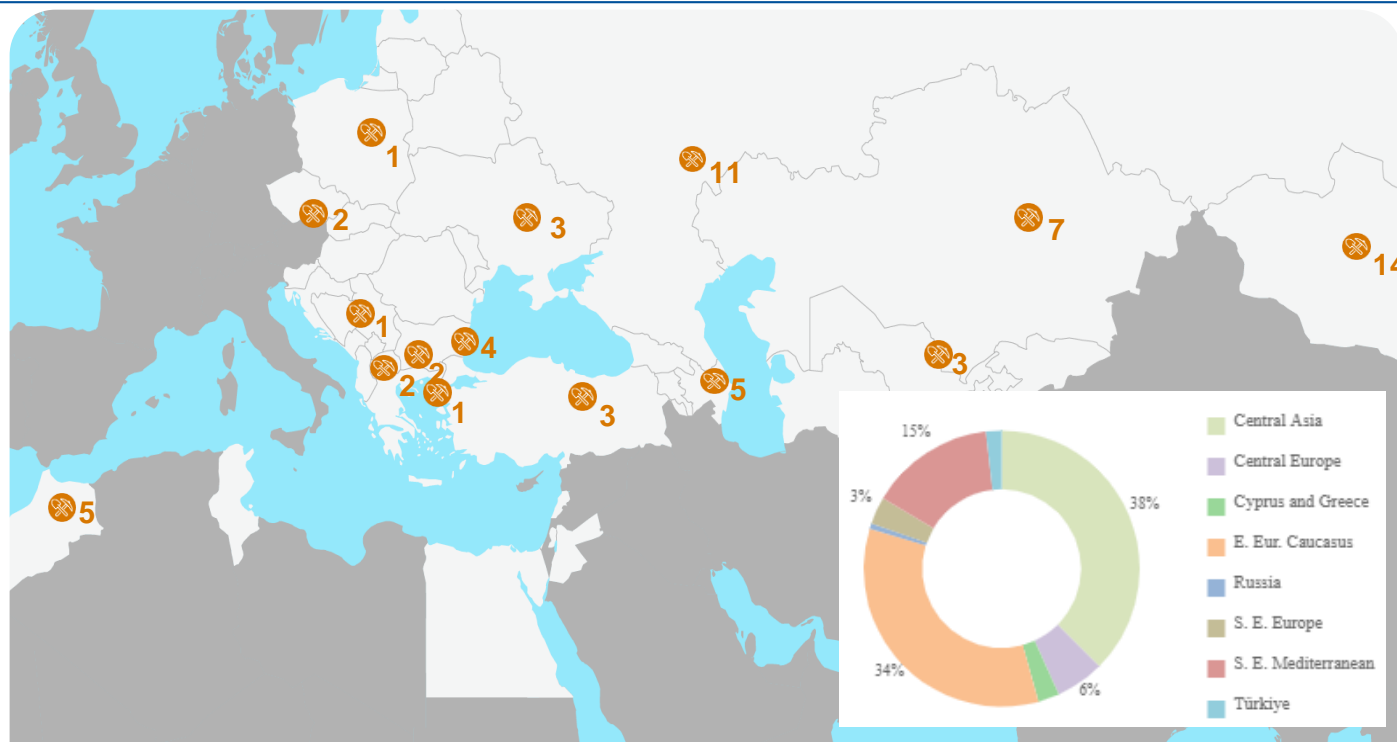 1
11
2
3
7
14
1
4
2
2
3
5
1
3
5
15%
3%
38%
34%
6%
Central Asia
Central Europe
Cyprus and Greece
E. Eur. Caucasus
Russia
S. E. Europe
S. E. Mediterranean
Türkiye